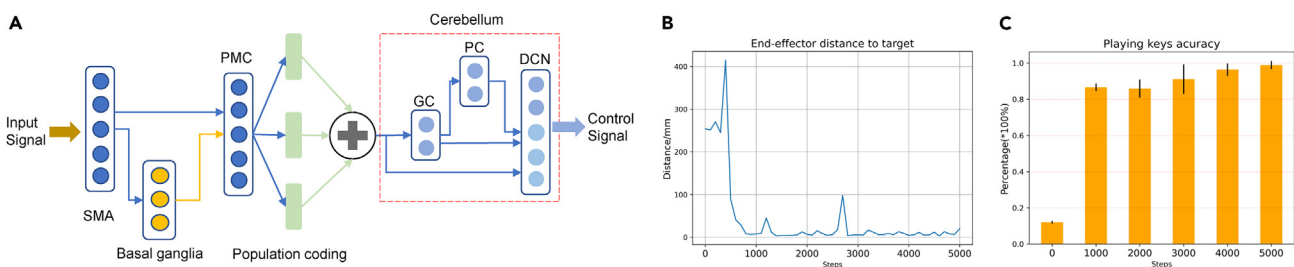 A
Cerebellum
PMC
PC
DCN
GC
Input
Signal
Control
Signal
SMA
Basal ganglia
Population coding
B
End-effector distance to target
Distance/mm
400
300
200
100
0
0 1000 2000 3000 4000 5000
Steps
C
Playing keys acuracy
Percentage(*100%)
1.0
0.8
0.6
0.4
0.2
0.0
0 1000 2000 3000 4000 5000
Steps